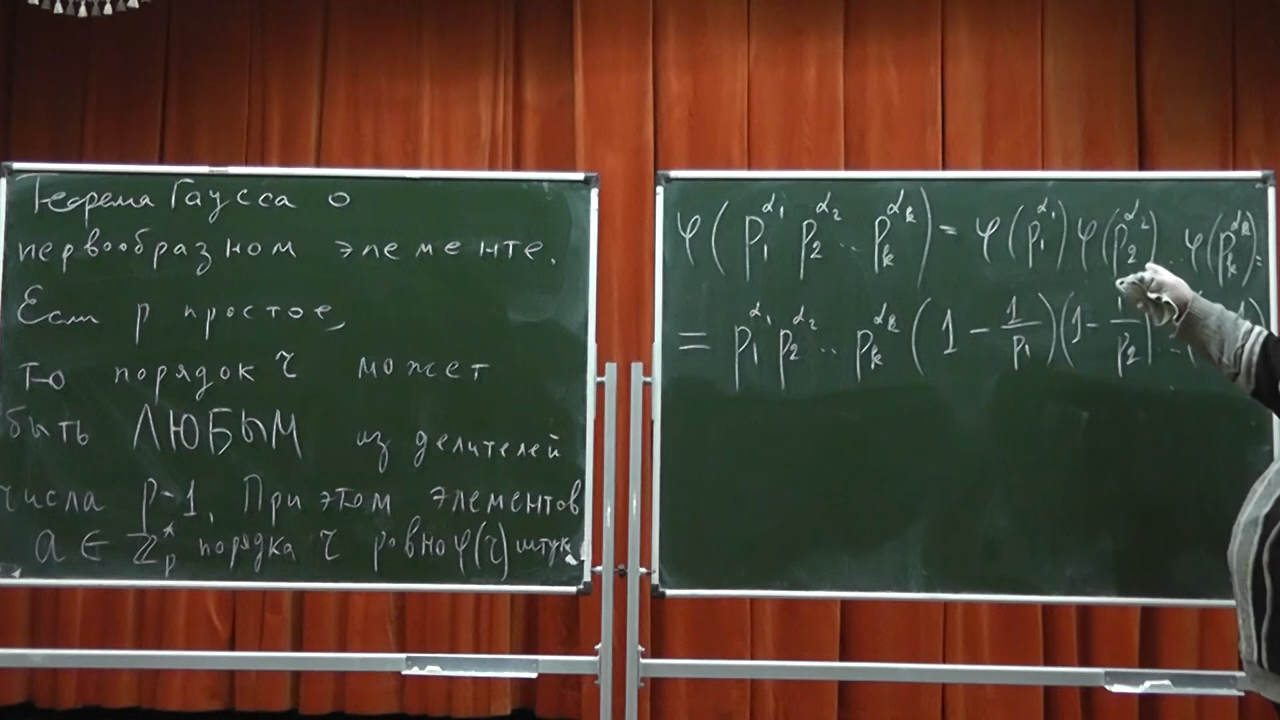 Теорема Гаусса о
первообразном элементе.
Если p простое,
то порядок τ может
быть ЛЮБЫМ из делителей
числа p-1. При этом элементов
a ∈ ℤ*ₚ порядка τ равно φ(τ) штук
φ(p₁^α₁ p₂^α₂ ... pₖ^αₖ) = φ(p₁^α₁) φ(p₂^α₂) ... φ(pₖ^αₖ) =
= p₁^α₁ p₂^α₂ ... pₖ^αₖ (1 - 1/p₁)(1 - 1/p₂) ...